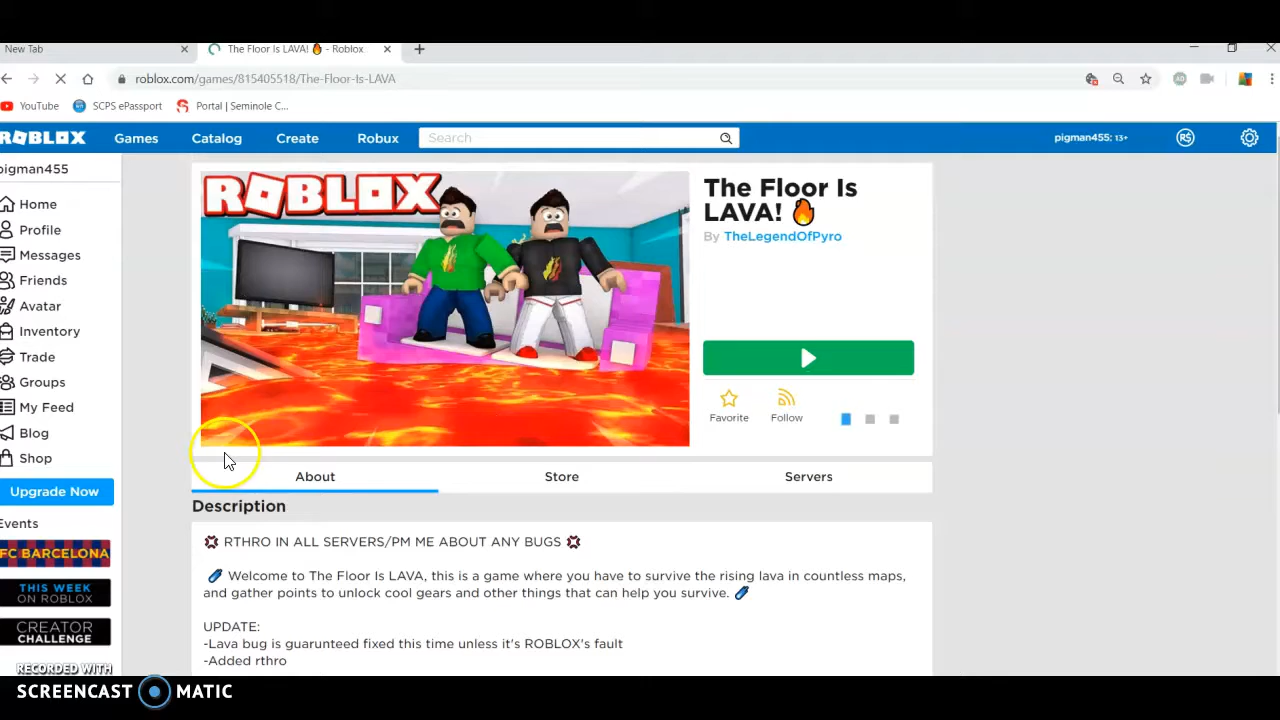 New Tab
The Floor Is LAVA! 🔥 - Roblox
roblox.com/games/815405518/The-Floor-Is-LAVA
YouTube SCPS ePassport Portal | Seminole C...
ROBLOX Games Catalog Create Robux Search pigman455: 13+
pigman455
Home
Profile
Messages
Friends
Avatar
Inventory
Trade
Groups
My Feed
Blog
Shop
Upgrade Now
Events
FC BARCELONA
THIS WEEK
ON ROBLOX
CREATOR
CHALLENGE
ROBLOX
The Floor Is
LAVA! 🔥
By TheLegendOfPyro
Favorite Follow
About Store Servers
Description
💢 RTHRO IN ALL SERVERS/PM ME ABOUT ANY BUGS 💢
Welcome to The Floor Is LAVA, this is a game where you have to survive the rising lava in countless maps,
and gather points to unlock cool gears and other things that can help you survive.
UPDATE:
-Lava bug is guarunteed fixed this time unless it's ROBLOX's fault
-Added rthro
RECORDED WITH
SCREENCAST MATIC